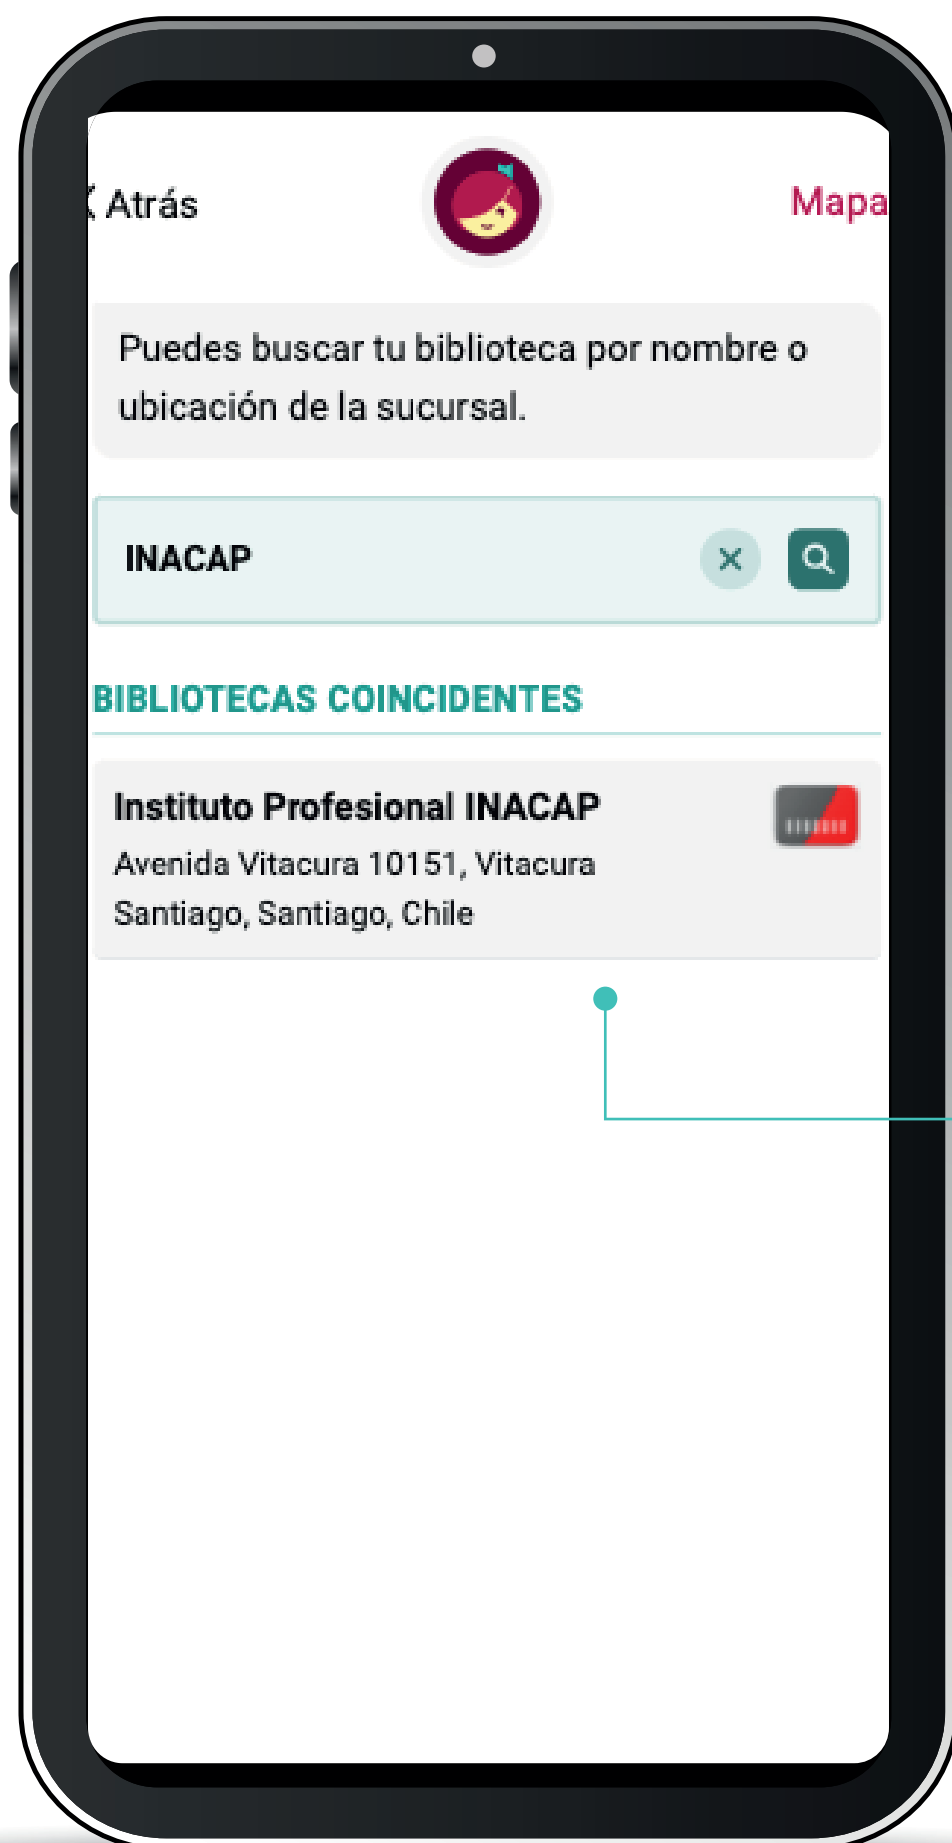 Atrás
Mapa
Puedes buscar tu biblioteca por nombre o
ubicación de la sucursal.
INACAP
BIBLIOTECAS COINCIDENTES
Instituto Profesional INACAP
Avenida Vitacura 10151, Vitacura
Santiago, Santiago, Chile